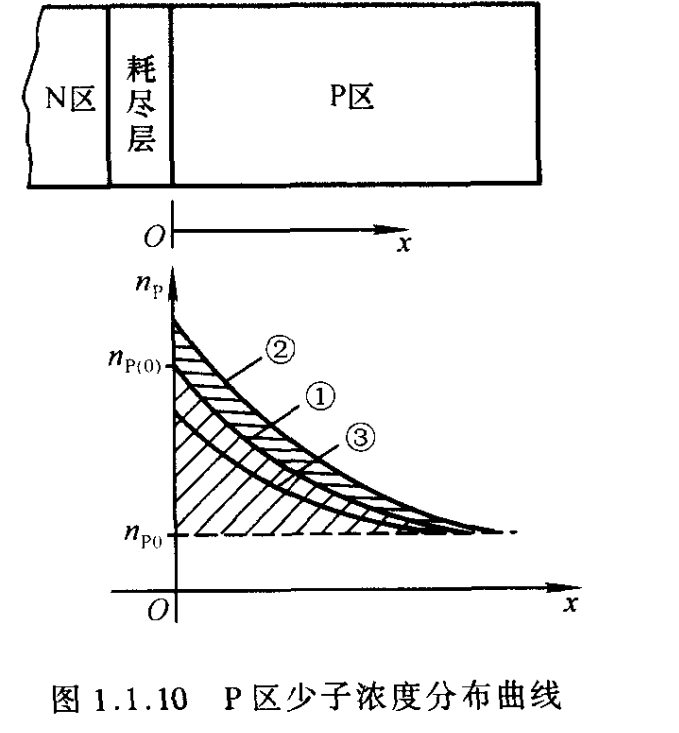 N区
耗尽层
P区
O
x
n_P
②
n_P(0)
①
③
n_P0
O
x
图 1.1.10 P 区少子浓度分布曲线